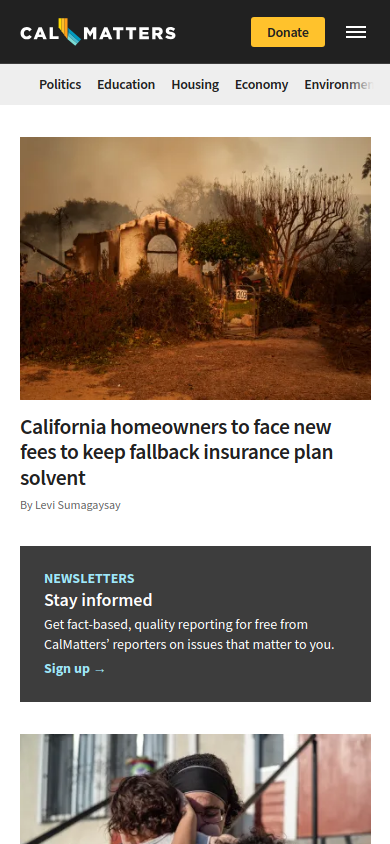 CAL MATTERS
Donate
Politics Education Housing Economy
California homeowners to face new
fees to keep fallback insurance plan
solvent
By Levi Sumagaysay
NEWSLETTERS
Stay informed
Get fact-based, quality reporting for free from
CalMatters’ reporters on issues that matter to you.
Sign up →